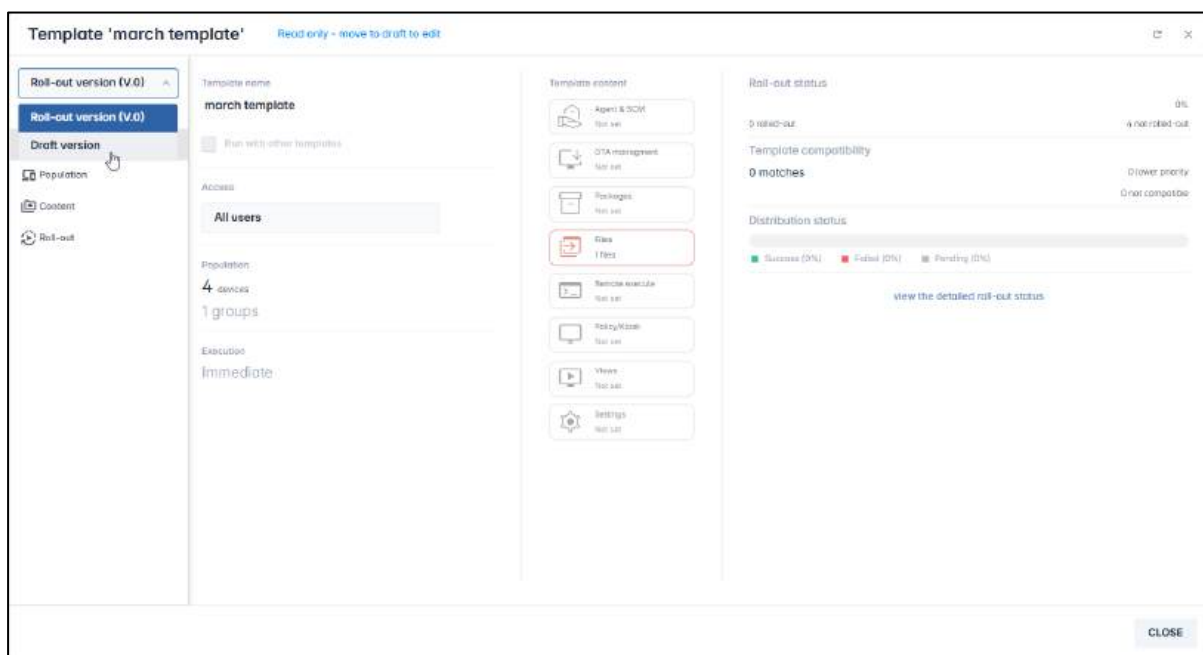 Template 'march template'
Read only - move to draft to edit
Roll-out version (V.0)
Roll-out version (V.0)
Draft version
Population
Content
Roll-out
Template name
march template
Run with other templates
Access
All users
Population
4 devices
1 groups
Execution
Immediate
Template content
Agent & SCM
Not set
OTA managment
Not set
Packages
Not set
Files
1 files
Remote execute
Not set
Policy/Kiosk
Not set
Views
Not set
Settings
Not set
Roll-out status
0%
0 rolled-out
4 not rolled-out
Template compatibility
0 matches
0 lower priority
0 not compatible
Distribution status
Success (0%)
Failed (0%)
Pending (0%)
view the detailed roll-out status
CLOSE